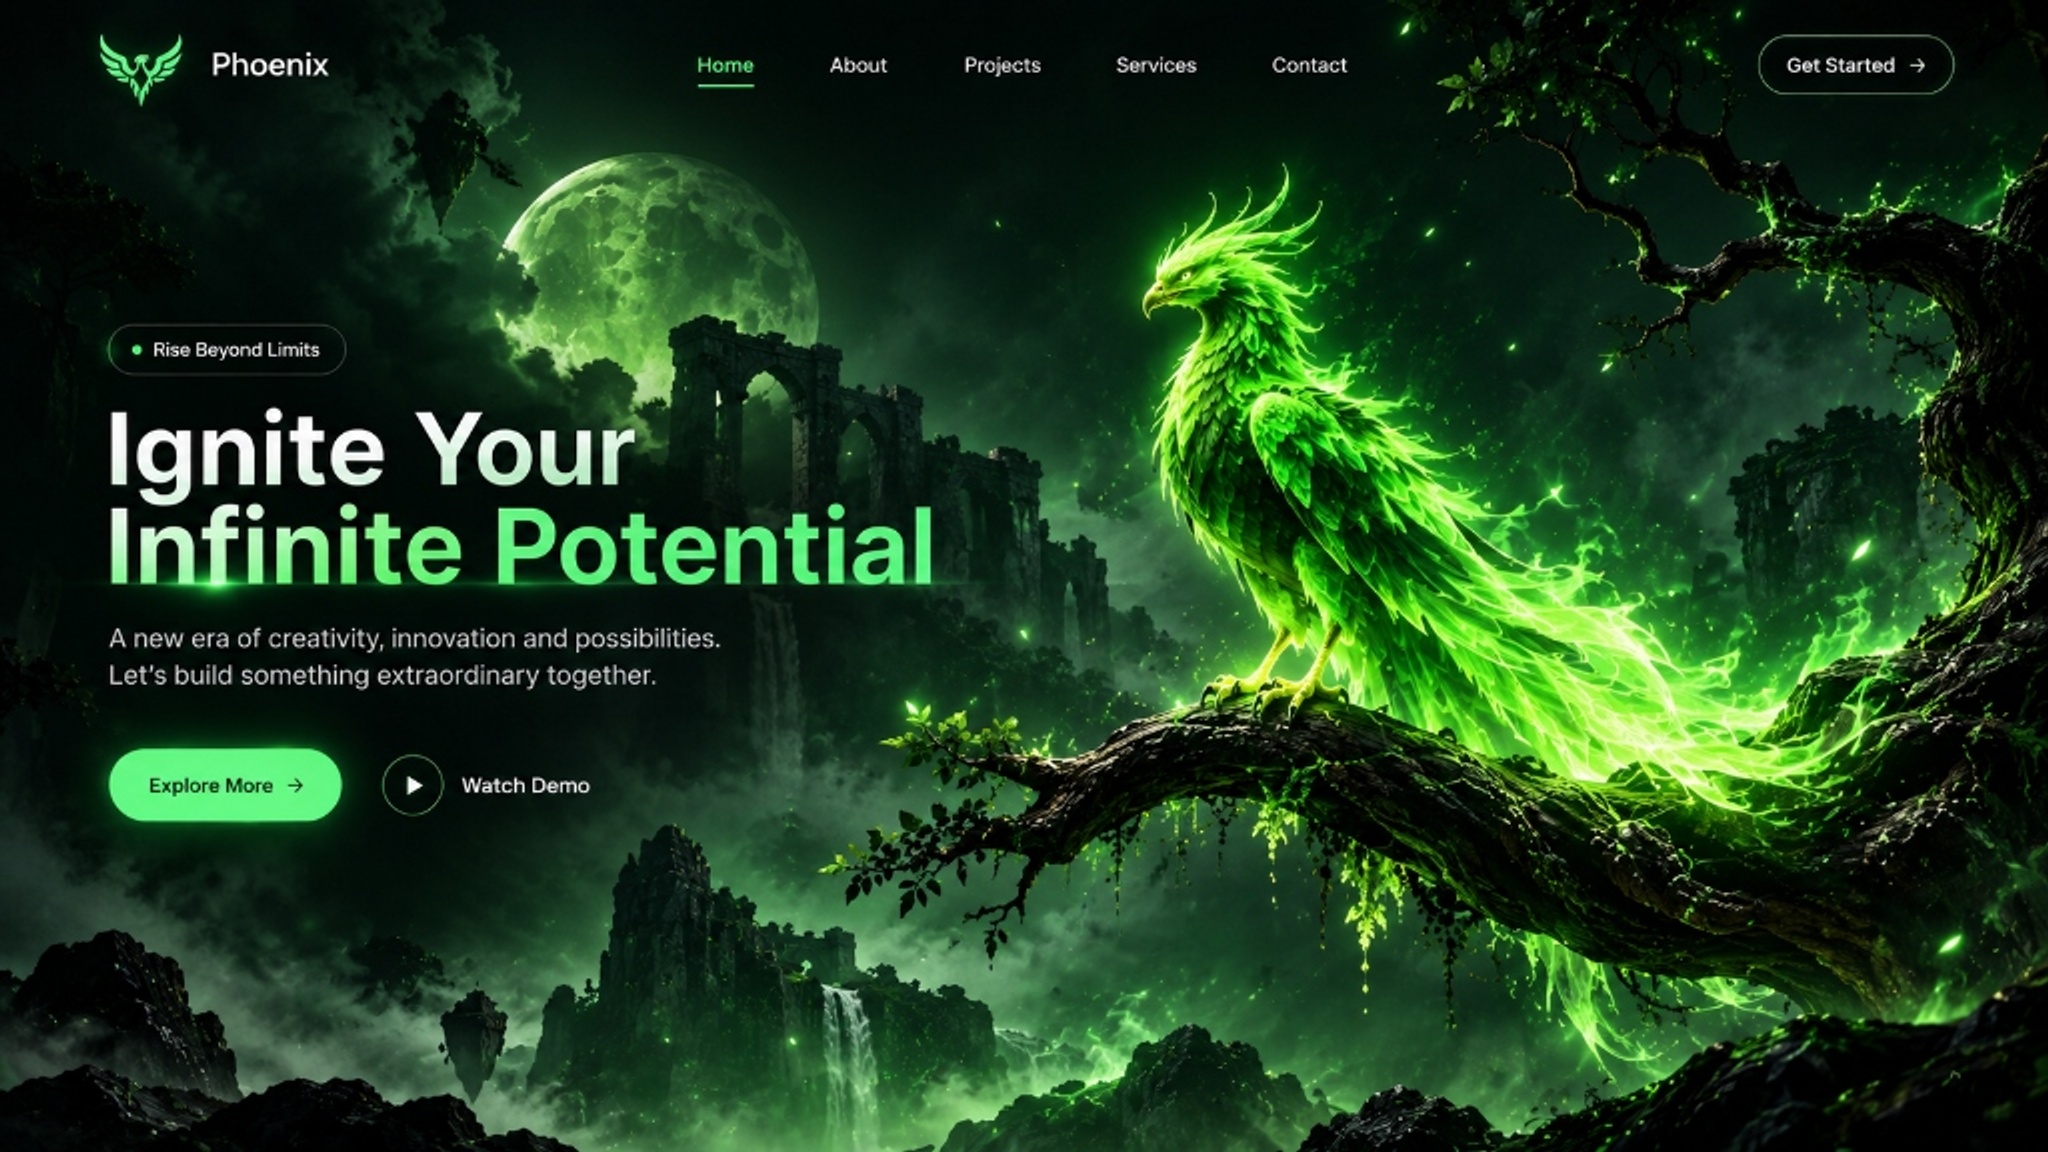 Phoenix
Home
About
Projects
Services
Contact
Get Started →
Rise Beyond Limits
Ignite Your
Infinite Potential
A new era of creativity, innovation and possibilities.
Let's build something extraordinary together.
Explore More →
Watch Demo